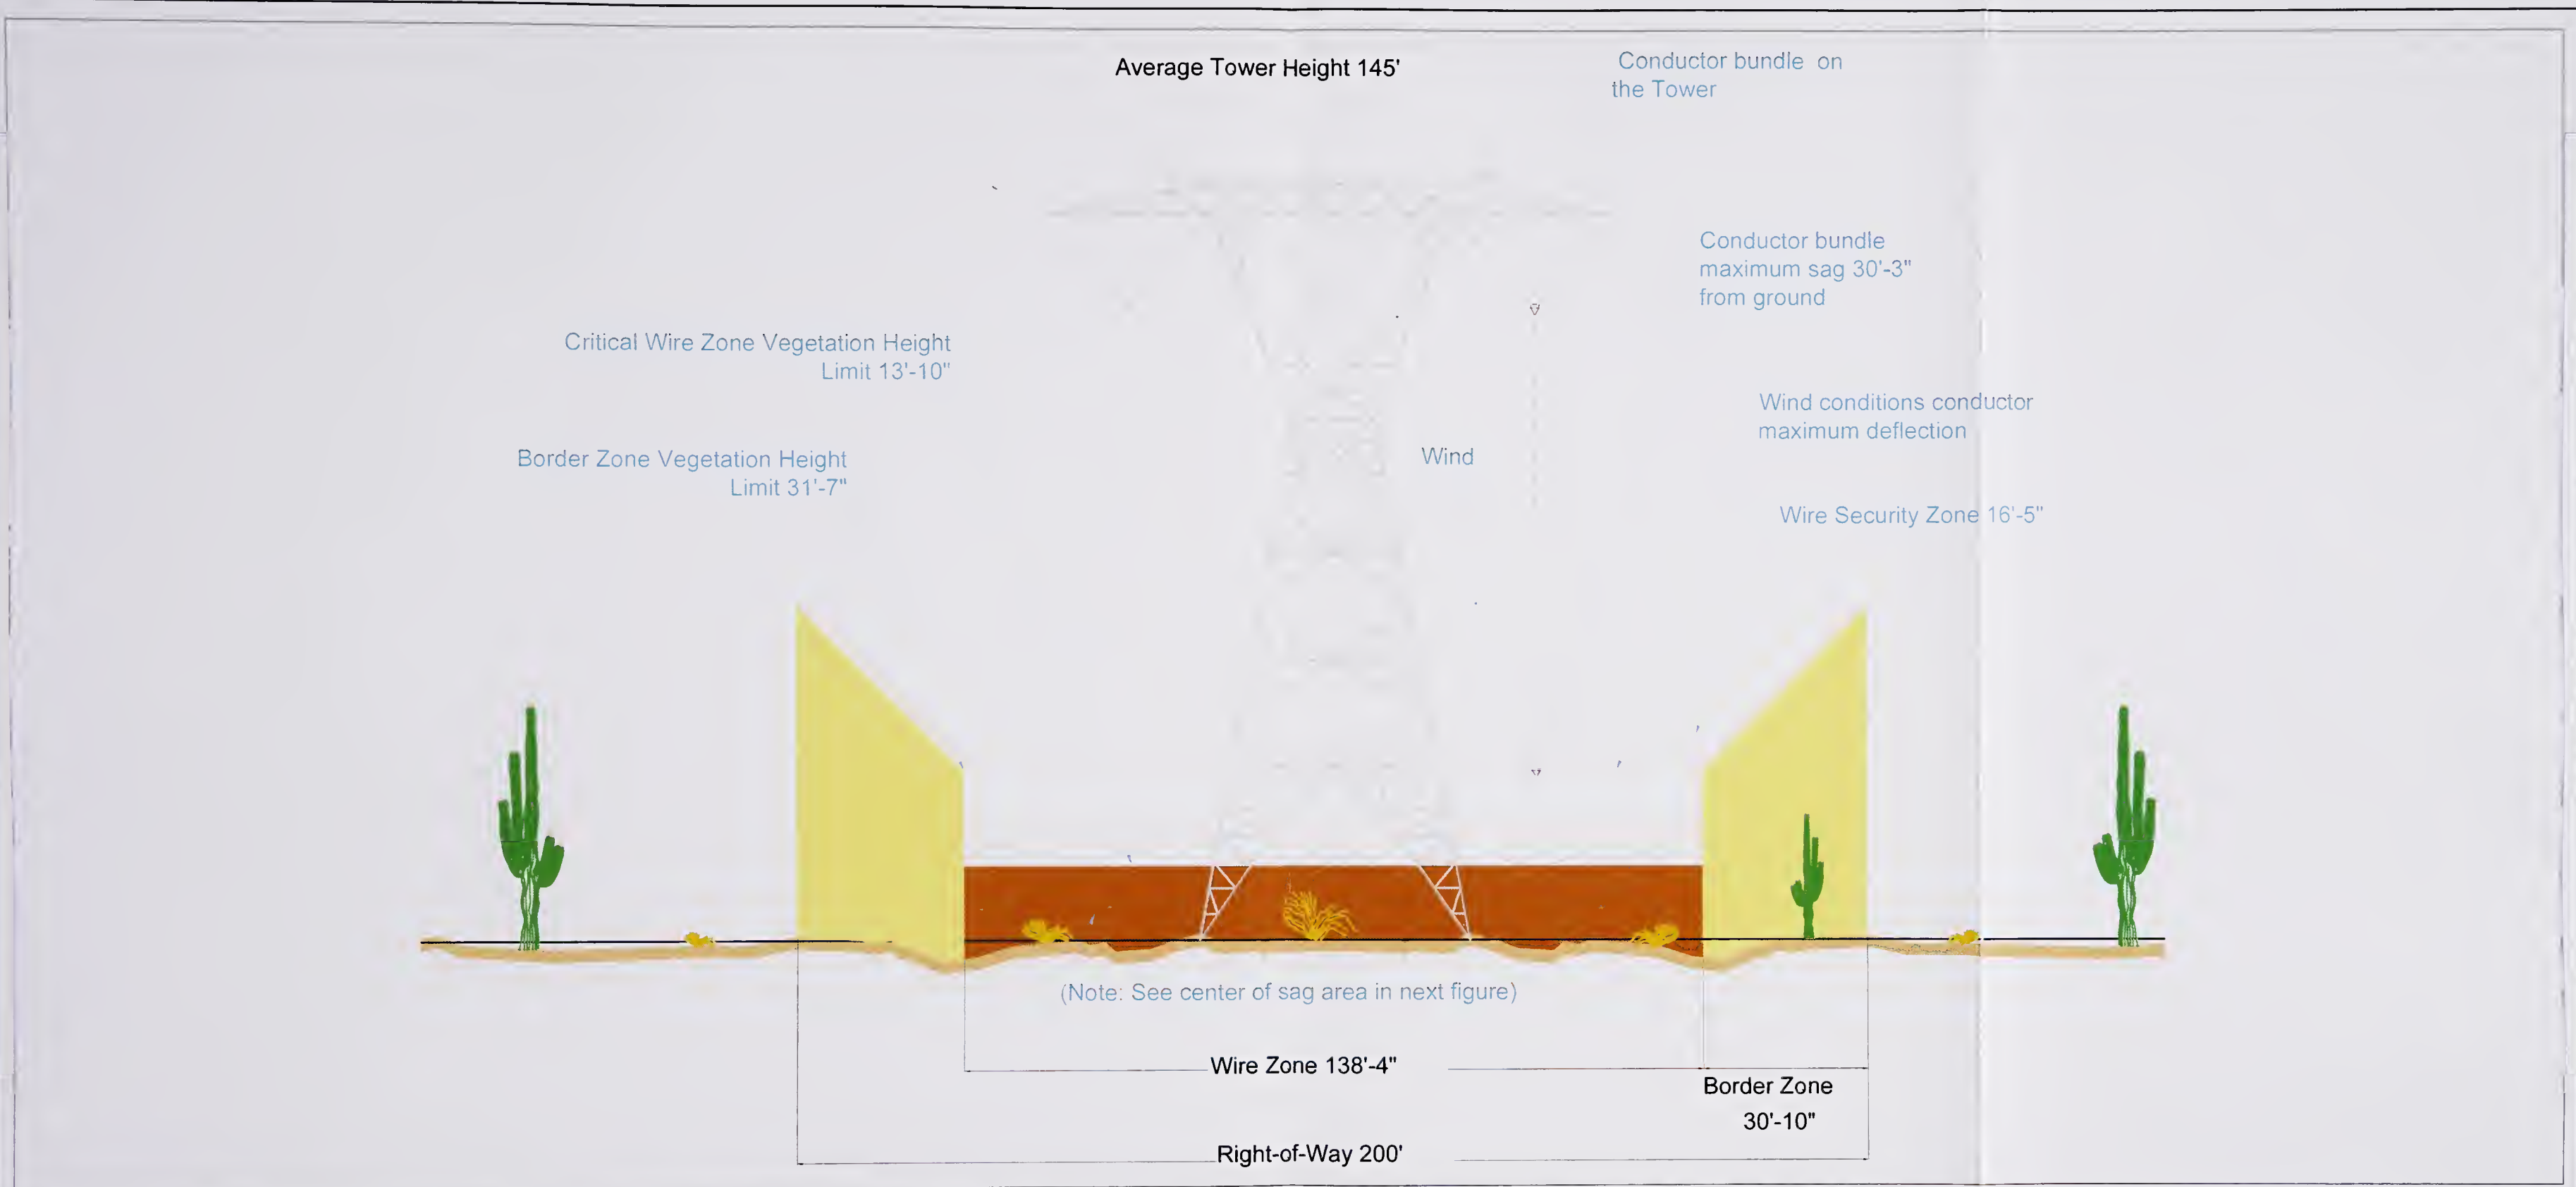 Average Tower Height 145'
Conductor bundle on
the Tower
Conductor bundle
maximum sag 30'-3"
from ground
Critical Wire Zone Vegetation Height
Limit 13'-10"
Wind conditions conductor
maximum deflection
Border Zone Vegetation Height
Limit 31'-7"
Wind
Wire Security Zone 16'-5"
(Note: See center of sag area in next figure)
Wire Zone 138'-4"
Border Zone
30'-10"
Right-of-Way 200'